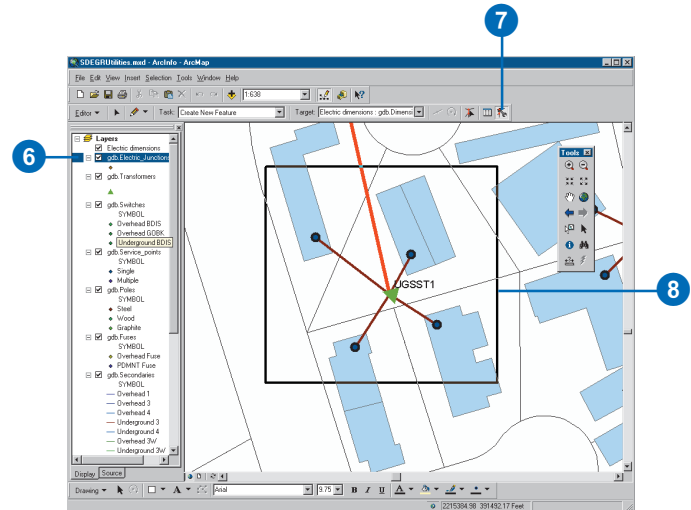 7
SDEGRUtilities.mxd - ArcInfo - ArcMap
File Edit View Insert Selection Tools Window Help
1:638
Editor Task: Create New Feature Target: Electric dimensions : gdb.Dimensi
6
Layers
Electric dimensions
gdb.Electric_Junctions
gdb.Transformers
gdb.Switches
SYMBOL
Overhead BDIS
Overhead GOBK
Underground BDIS
gdb.Service_points
SYMBOL
Single
Multiple
gdb.Poles
SYMBOL
Steel
Wood
Graphite
gdb.Fuses
SYMBOL
Overhead Fuse
PDMNT Fuse
gdb.Secondaries
SYMBOL
Overhead 1
Overhead 3
Overhead 4
Underground 3
Underground 4
Overhead 3W
Underground 3W
Display Source
Tools
UGSST1
8
Drawing A Arial 9.75 B I U A
2215384.98 391492.17 Feet